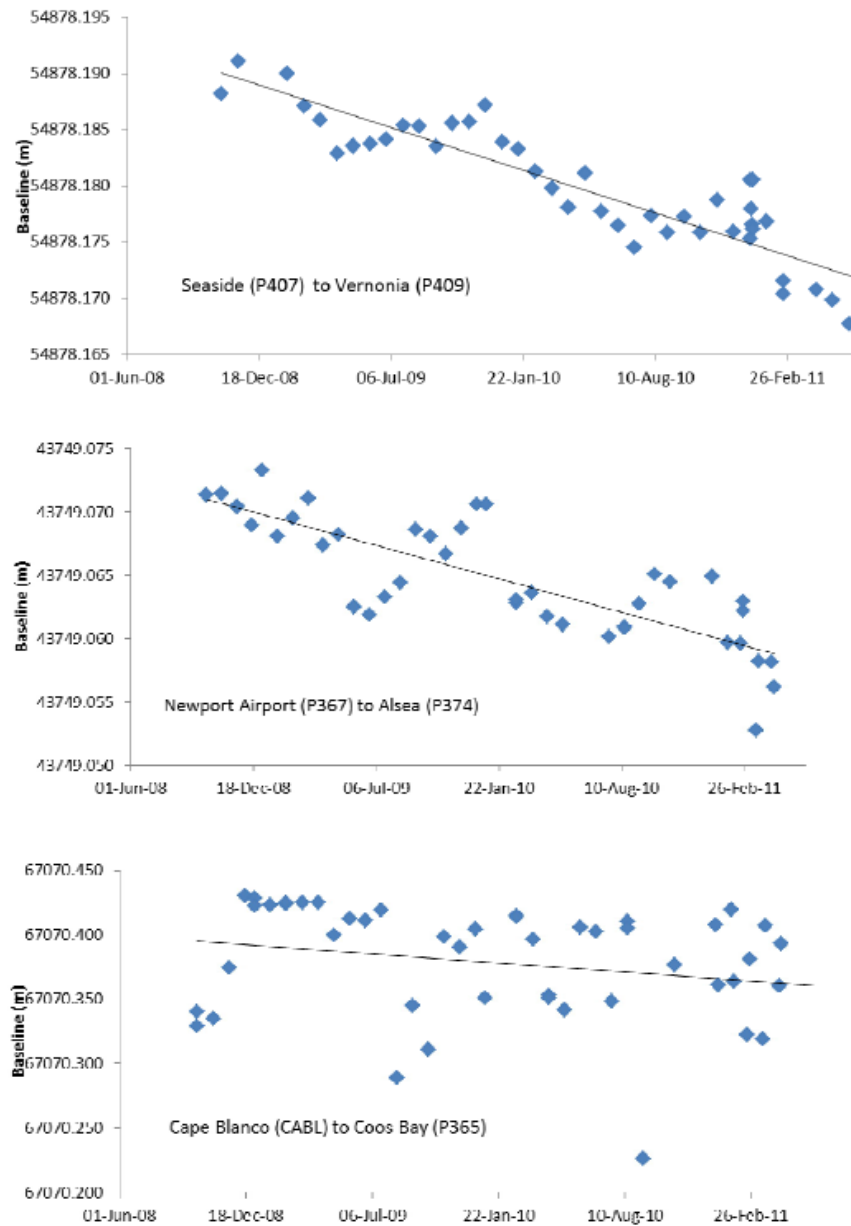 54878.195
54878.190
54878.185
54878.180
54878.175
54878.170
54878.165
Baseline (m)
Seaside (P407) to Vernonia (P409)
01-Jun-08 18-Dec-08 06-Jul-09 22-Jan-10 10-Aug-10 26-Feb-11
43749.075
43749.070
43749.065
43749.060
43749.055
43749.050
Baseline (m)
Newport Airport (P367) to Alsea (P374)
01-Jun-08 18-Dec-08 06-Jul-09 22-Jan-10 10-Aug-10 26-Feb-11
67070.450
67070.400
67070.350
67070.300
67070.250
67070.200
Baseline (m)
Cape Blanco (CABL) to Coos Bay (P365)
01-Jun-08 18-Dec-08 06-Jul-09 22-Jan-10 10-Aug-10 26-Feb-11